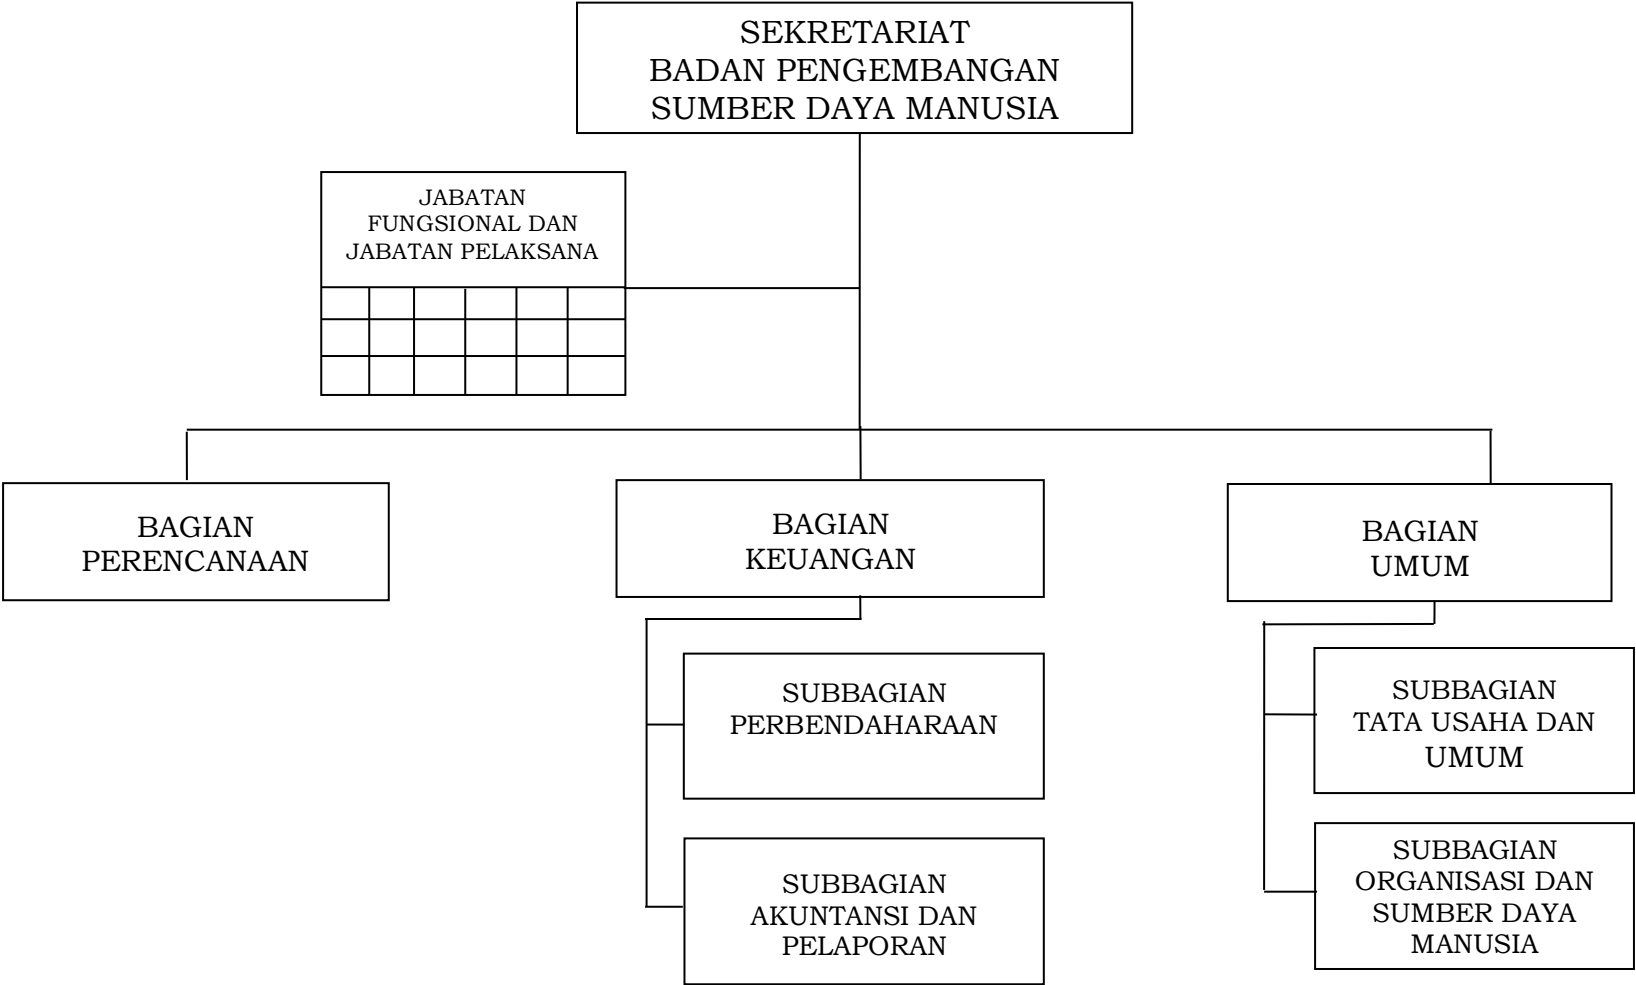 SEKRETARIAT
BADAN PENGEMBANGAN
SUMBER DAYA MANUSIA
JABATAN
FUNGSIONAL DAN
JABATAN PELAKSANA
BAGIAN
PERENCANAAN
BAGIAN
KEUANGAN
BAGIAN
UMUM
SUBBAGIAN
PERBENDAHARAAN
SUBBAGIAN
AKUNTANSI DAN
PELAPORAN
SUBBAGIAN
TATA USAHA DAN
UMUM
SUBBAGIAN
ORGANISASI DAN
SUMBER DAYA
MANUSIA